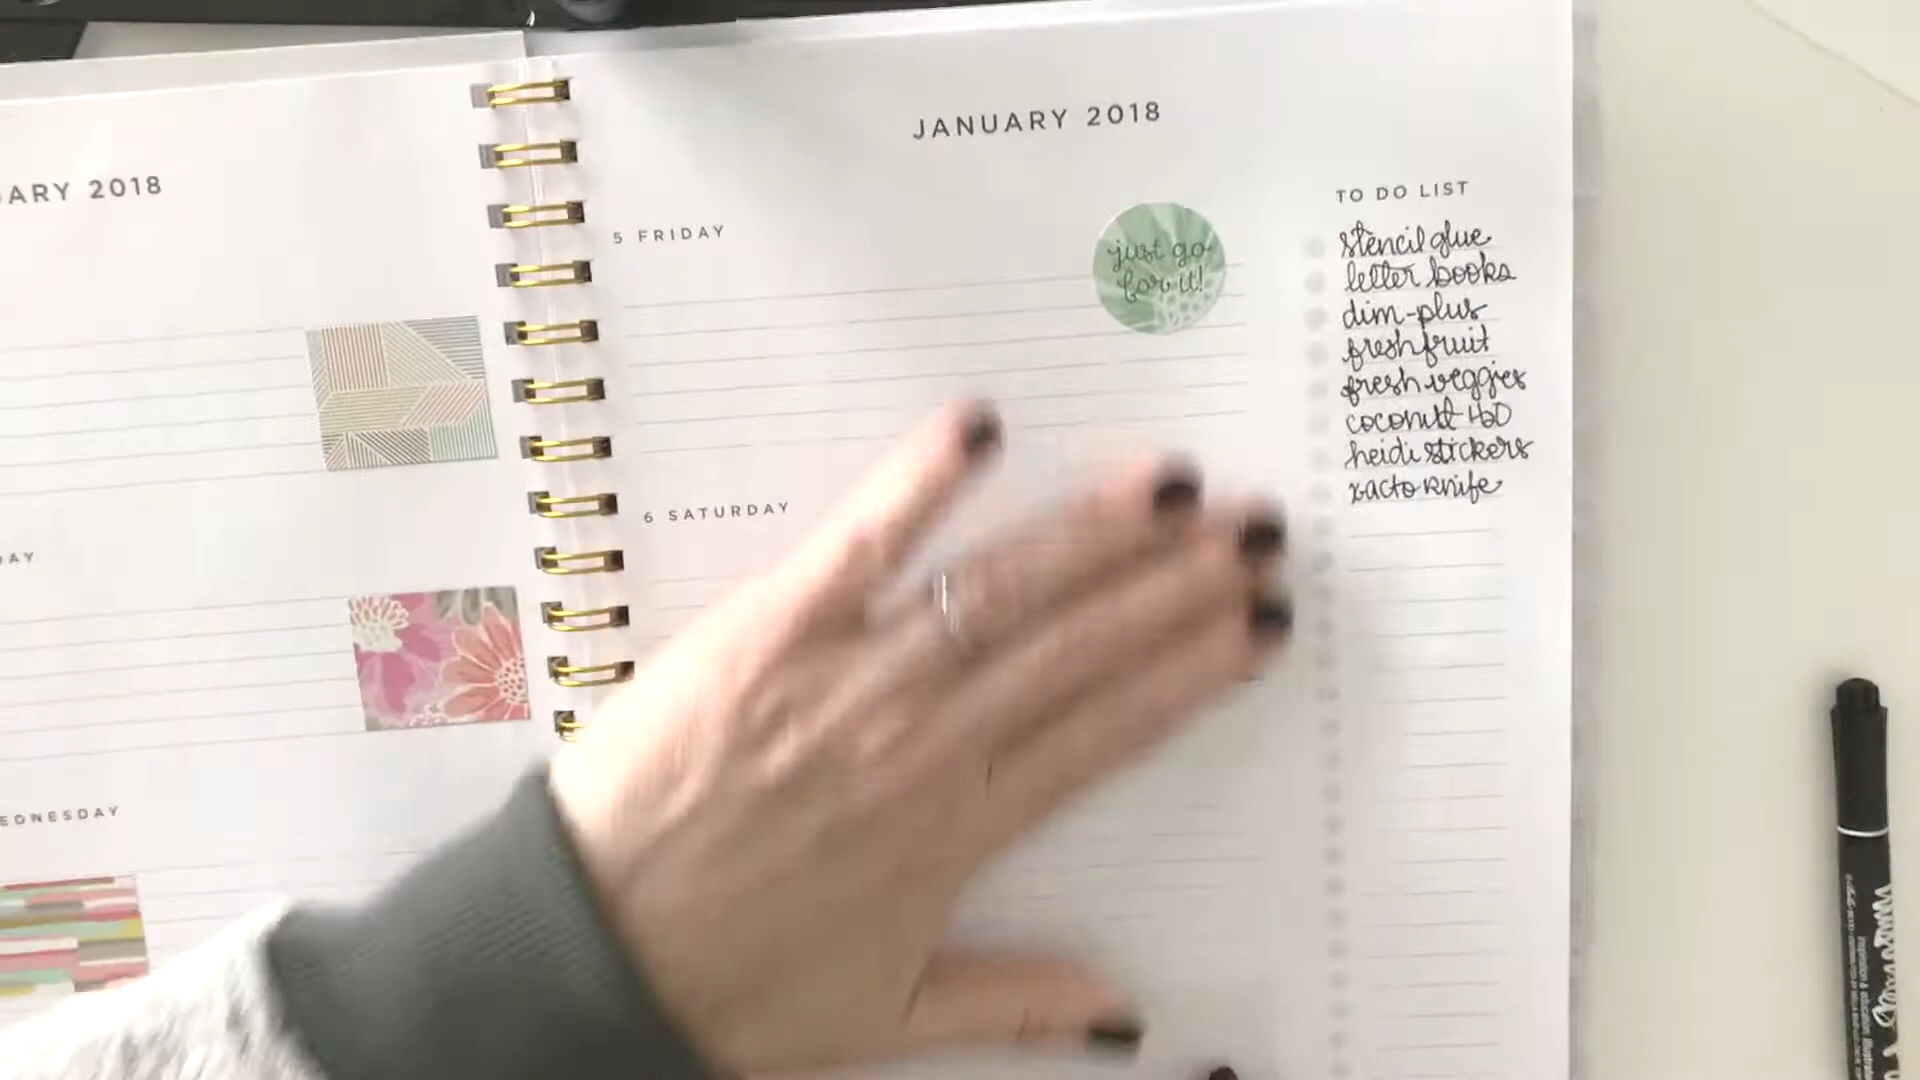 ARY 2018
AY
EDNESDAY
JANUARY 2018
5 FRIDAY
just go
for it!
6 SATURDAY
TO DO LIST
stencil glue
letter books
dim-plus
fresh fruit
fresh veggies
coconut H2O
heidi stickers
xacto knife